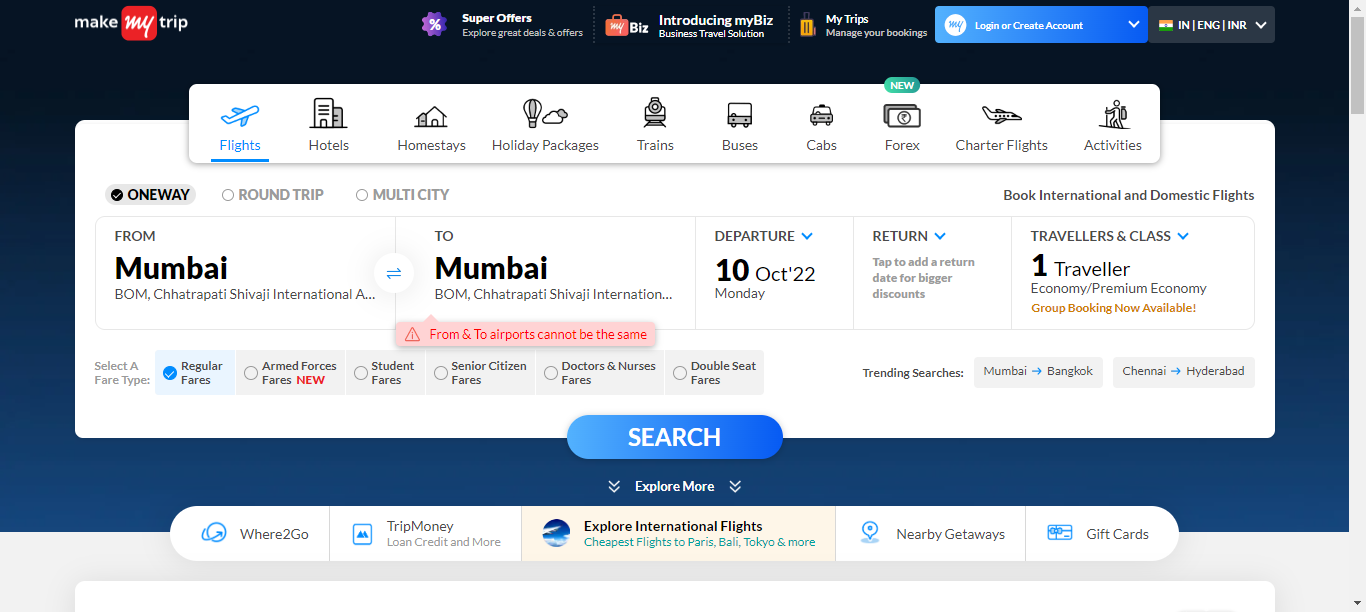 make my trip
%
Super Offers
Explore great deals & offers
my Biz
Introducing myBiz
Business Travel Solution
My Trips
Manage your bookings
my
Login or Create Account
IN | ENG | INR
NEW
Flights
Hotels
Homestays
Holiday Packages
Trains
Buses
Cabs
₹
Forex
Charter Flights
Activities
ONEWAY
ROUND TRIP
MULTI CITY
Book International and Domestic Flights
FROM
Mumbai
BOM, Chhatrapati Shivaji International A...
TO
Mumbai
BOM, Chhatrapati Shivaji Internation...
From & To airports cannot be the same
DEPARTURE
10 Oct'22
Monday
RETURN
Tap to add a return
date for bigger
discounts
TRAVELLERS & CLASS
1 Traveller
Economy/Premium Economy
Group Booking Now Available!
Select A
Fare Type:
Regular
Fares
Armed Forces
Fares NEW
Student
Fares
Senior Citizen
Fares
Doctors & Nurses
Fares
Double Seat
Fares
Trending Searches:
Mumbai → Bangkok
Chennai → Hyderabad
SEARCH
Explore More
Where2Go
TripMoney
Loan Credit and More
Explore International Flights
Cheapest Flights to Paris, Bali, Tokyo & more
Nearby Getaways
Gift Cards